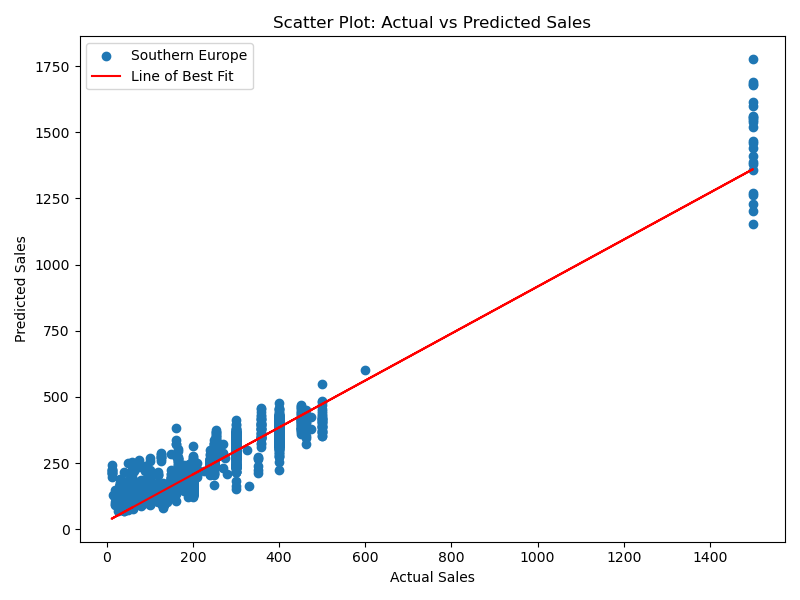 Scatter Plot: Actual vs Predicted Sales
Southern Europe
Line of Best Fit
1750
1500
1250
1000
750
500
250
0
Predicted Sales
0 200 400 600 800 1000 1200 1400
Actual Sales